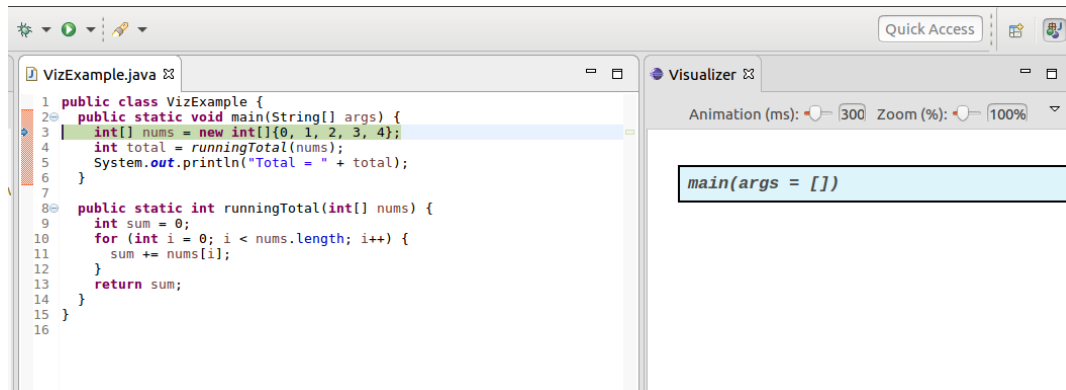 Quick Access
VizExample.java
1 public class VizExample {
2 public static void main(String[] args) {
3 int[] nums = new int[]{0, 1, 2, 3, 4};
4 int total = runningTotal(nums);
5 System.out.println("Total = " + total);
6 }
7
8 public static int runningTotal(int[] nums) {
9 int sum = 0;
10 for (int i = 0; i < nums.length; i++) {
11 sum += nums[i];
12 }
13 return sum;
14 }
15 }
16
Visualizer
Animation (ms): 300 Zoom (%): 100%
main(args = [])